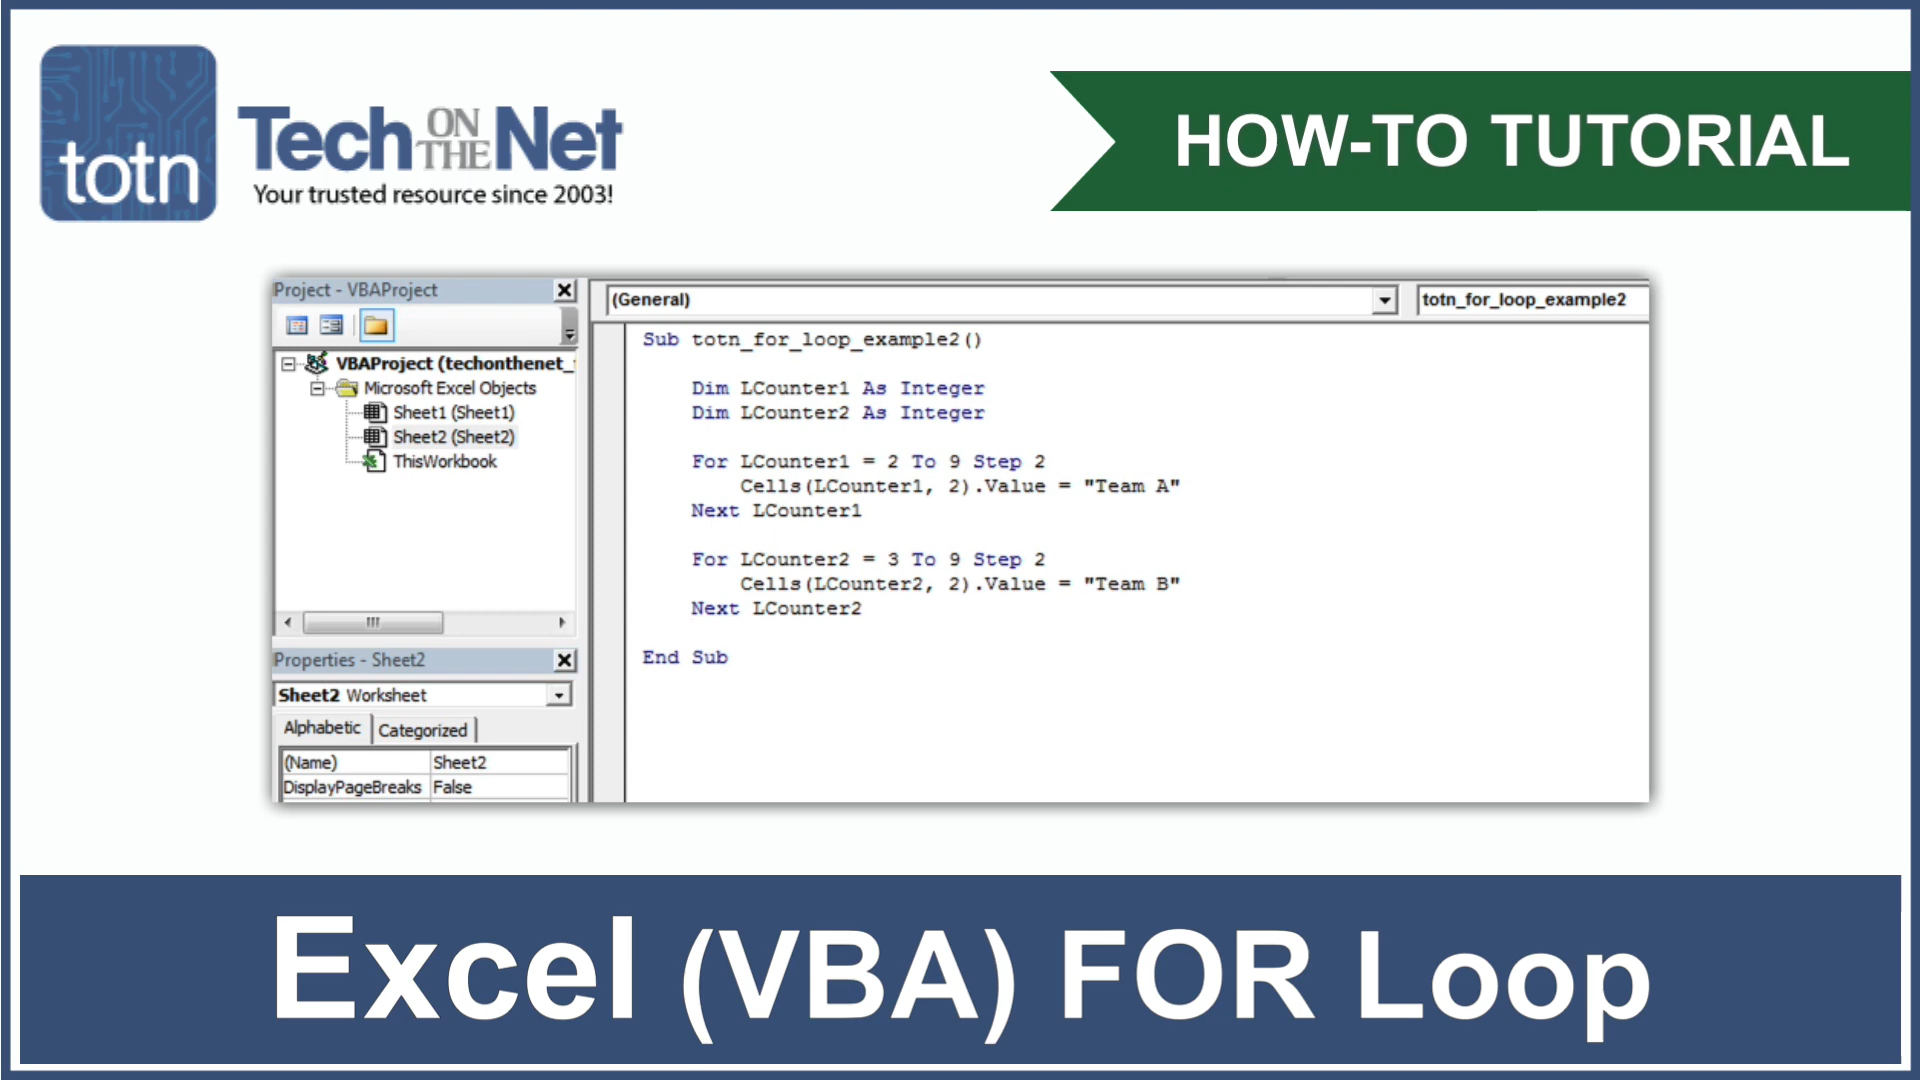 totn
Tech ON THE Net
Your trusted resource since 2003!
HOW-TO TUTORIAL
Project - VBAProject
VBAProject (techonthenet_
Microsoft Excel Objects
Sheet1 (Sheet1)
Sheet2 (Sheet2)
ThisWorkbook
Properties - Sheet2
Sheet2 Worksheet
Alphabetic Categorized
(Name) Sheet2
DisplayPageBreaks False
(General) totn_for_loop_example2
Sub totn_for_loop_example2()
Dim LCounter1 As Integer
Dim LCounter2 As Integer
For LCounter1 = 2 To 9 Step 2
Cells(LCounter1, 2).Value = "Team A"
Next LCounter1
For LCounter2 = 3 To 9 Step 2
Cells(LCounter2, 2).Value = "Team B"
Next LCounter2
End Sub
Excel (VBA) FOR Loop